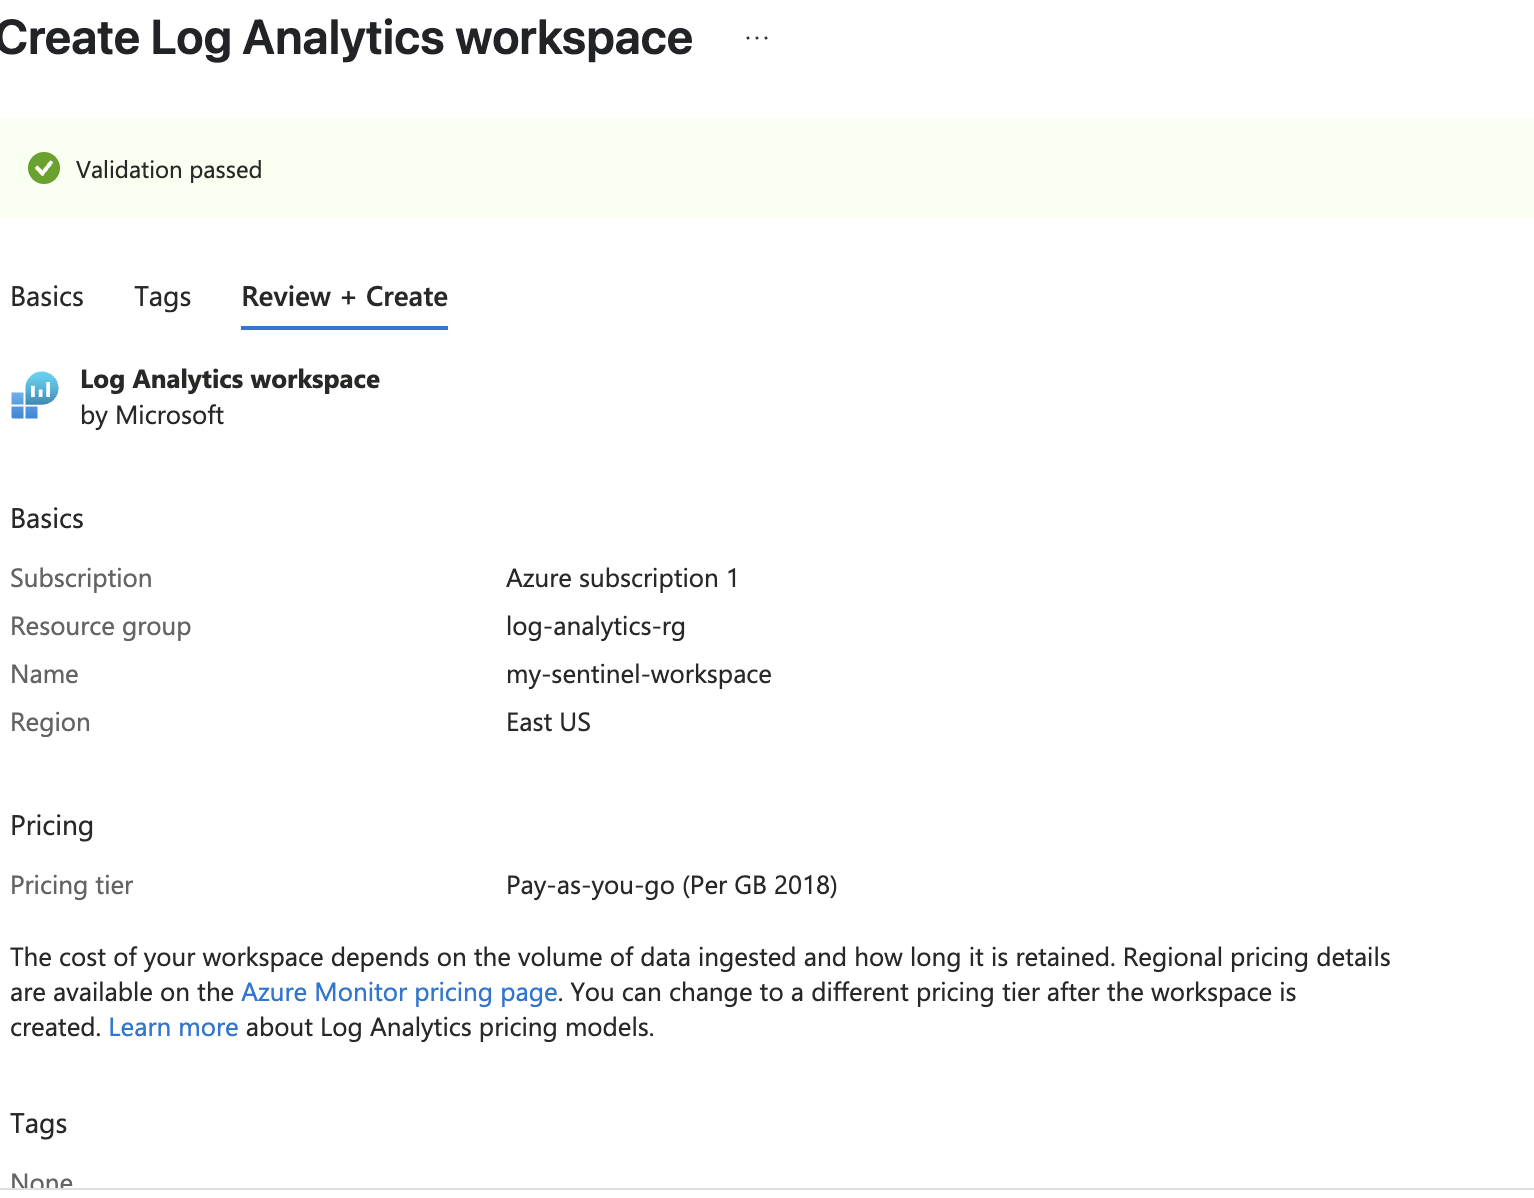 Create Log Analytics workspace ...
Validation passed
Basics Tags Review + Create
Log Analytics workspace
by Microsoft
Basics
Subscription Azure subscription 1
Resource group log-analytics-rg
Name my-sentinel-workspace
Region East US
Pricing
Pricing tier Pay-as-you-go (Per GB 2018)
The cost of your workspace depends on the volume of data ingested and how long it is retained. Regional pricing details
are available on the Azure Monitor pricing page. You can change to a different pricing tier after the workspace is
created. Learn more about Log Analytics pricing models.
Tags
None